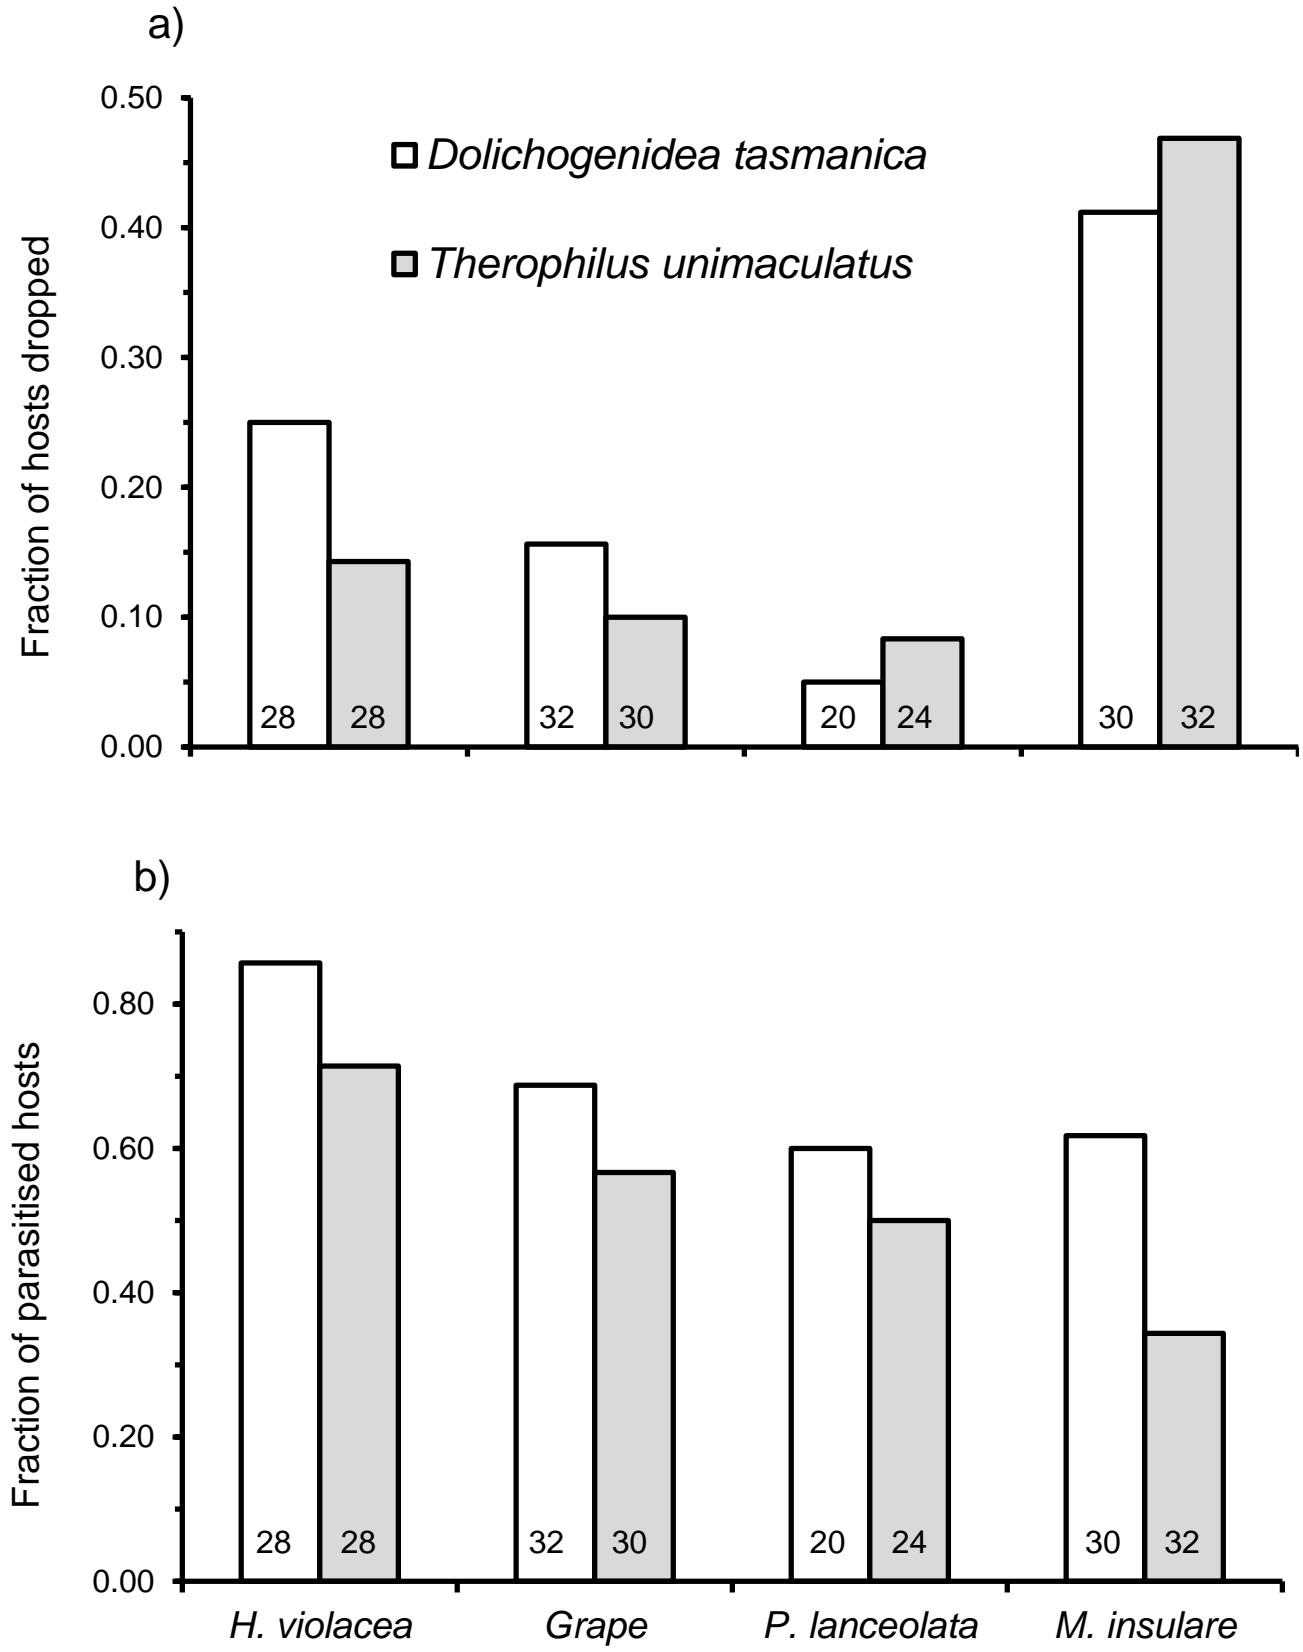 a)
0.50
0.40
0.30
0.20
0.10
0.00
Fraction of hosts dropped
Dolichogenidea tasmanica
Therophilus unimaculatus
28 28 32 30 20 24 30 32
b)
0.80
0.60
0.40
0.20
0.00
Fraction of parasitised hosts
28 28 32 30 20 24 30 32
H. violacea Grape P. lanceolata M. insulare